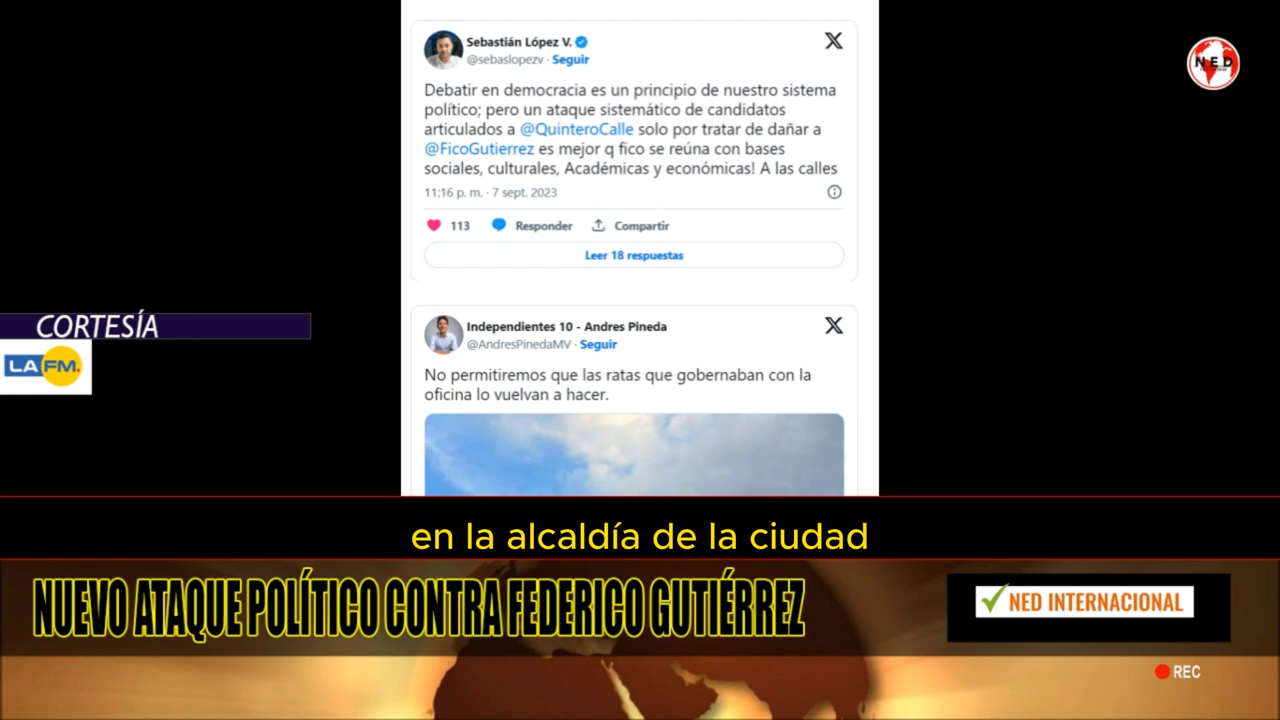 Sebastián López V.
@sebaslopezv · Seguir
Debatir en democracia es un principio de nuestro sistema
político; pero un ataque sistemático de candidatos
articulados a @QuinteroCalle solo por tratar de dañar a
@FicoGutierrez es mejor q fico se reúna con bases
sociales, culturales, Académicas y económicas! A las calles
11:16 p. m. · 7 sept. 2023
113 Responder Compartir
Leer 18 respuestas
NED
CORTESÍA
LA FM.
Independientes 10 - Andres Pineda
@AndresPinedaMV · Seguir
No permitiremos que las ratas que gobernaban con la
oficina lo vuelvan a hacer.
en la alcaldía de la ciudad
NUEVO ATAQUE POLÍTICO CONTRA FEDERICO GUTIÉRREZ
NED INTERNACIONAL
REC